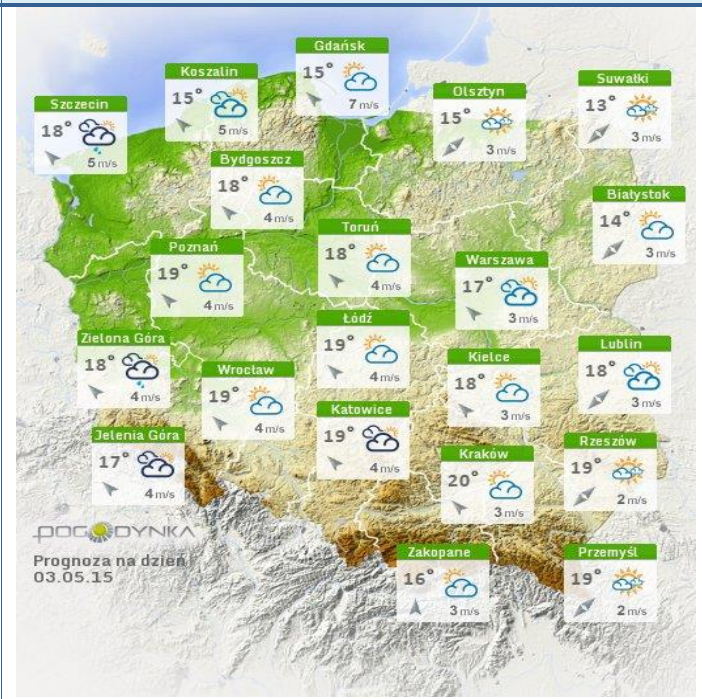 Gdańsk
15°
7 m/s
Koszalin
15°
5 m/s
Szczecin
18°
5 m/s
Olsztyn
15°
3 m/s
Suwałki
13°
3 m/s
Bydgoszcz
18°
4 m/s
Białystok
14°
3 m/s
Toruń
18°
4 m/s
Poznań
19°
4 m/s
Warszawa
17°
3 m/s
Łódź
19°
4 m/s
Zielona Góra
18°
4 m/s
Wrocław
19°
4 m/s
Kielce
18°
3 m/s
Lublin
18°
3 m/s
Katowice
19°
4 m/s
Jelenia Góra
17°
4 m/s
Kraków
20°
3 m/s
Rzeszów
19°
2 m/s
POGODYNKA
Prognoza na dzień
03.05.15
Zakopane
16°
3 m/s
Przemyśl
19°
2 m/s